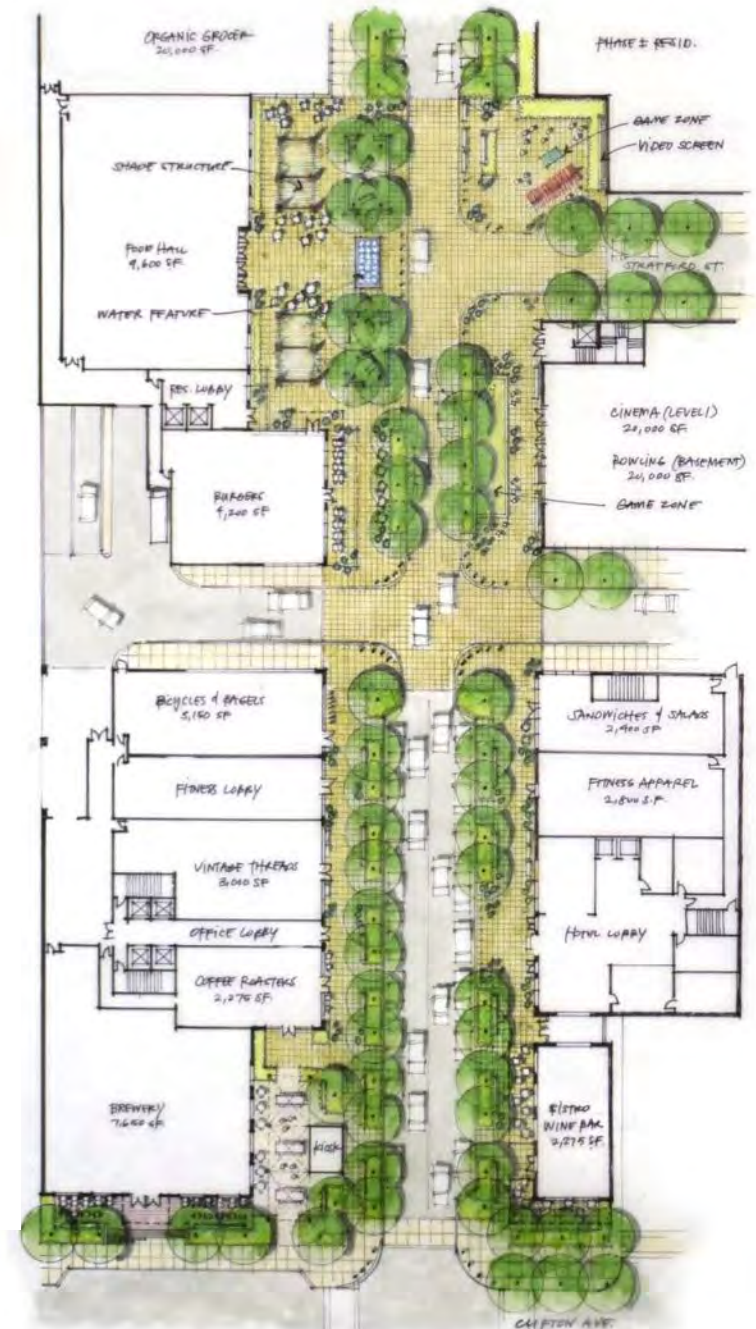 ORGANIC GROCER
20,000 SF.
PHASE II RESID.
GAME ZONE
VIDEO SCREEN
SHADE STRUCTURE
FOOD HALL
9,600 SF.
STRATFORD ST.
WATER FEATURE
RES. LOBBY
CINEMA (LEVEL 1)
20,000 SF.
BOWLING (BASEMENT)
20,000 SF.
GAME ZONE
BURGERS
4,200 SF
BICYCLES & BAGELS
3,150 SF
SANDWICHES & SALADS
2,400 SF
FITNESS LOBBY
FITNESS APPAREL
2,800 S.F.
VINTAGE THREADS
3,000 SF
OFFICE LOBBY
HOTEL LOBBY
COFFEE ROASTERS
2,275 SF.
BREWERY
7,650 SF.
KIOSK
BISTRO
WINE BAR
2,275 SF.
CLIFTON AVE.